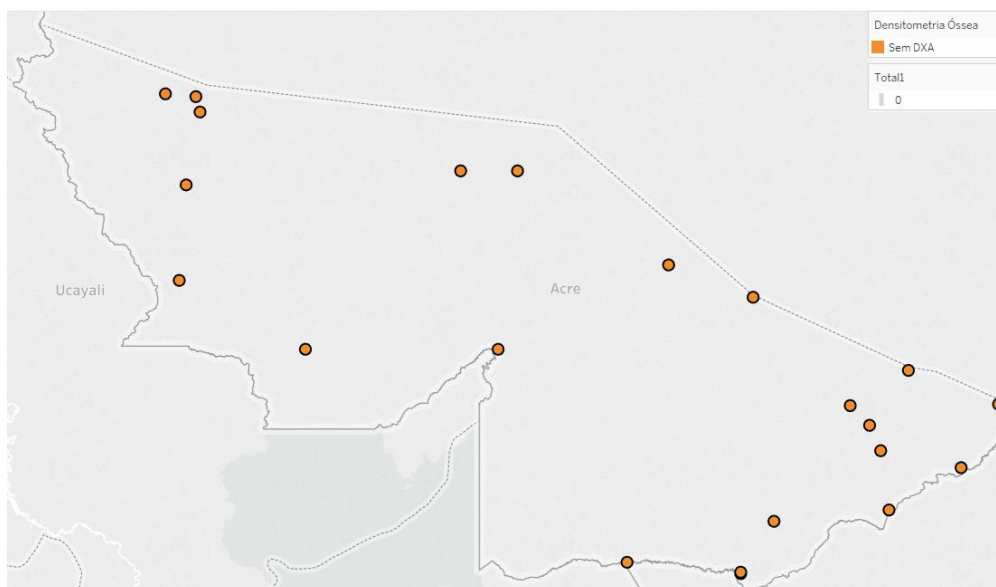 Densitometria Óssea
Sem DXA
Total1
0
Ucayali
Acre